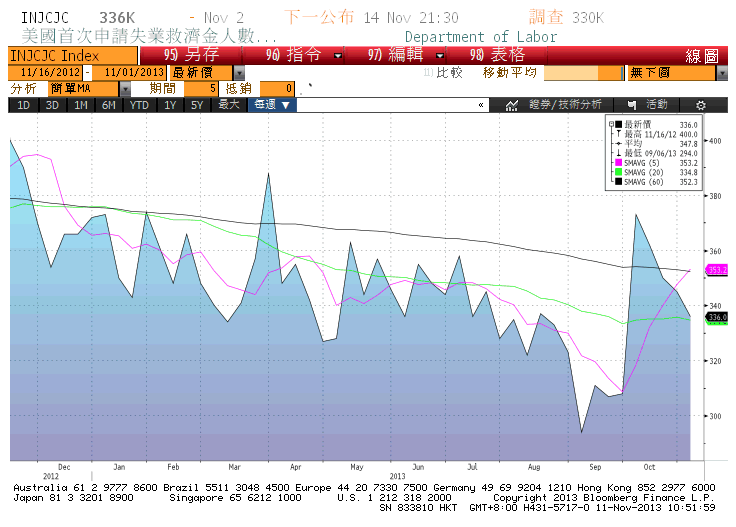 INJCJC 336K - Nov 2 下一公布 14 Nov 21:30 調查 330K
美國首次申請失業救濟金人數... Department of Labor
INJCJC Index 95) 另存 96) 指令 97) 編輯 98) 表格 線圖
11/16/2012 - 11/01/2013 最新價 比較 移動平均 無下價
分析 簡單MA 期間 5 抵銷 0
1D 3D 1M 6M YTD 1Y 5Y 最大 每週 ▼ « 證券/技術分析 活動
最新價 336.0
最高 11/16/12 400.0
平均 347.8
最低 09/06/13 294.0
SMAVG (5) 353.2
SMAVG (20) 334.8
SMAVG (60) 352.3
400
380
360
353.2
340
336.0
320
300
Dec Jan Feb Mar Apr May Jun Jul Aug Sep Oct
2012 2013
Australia 61 2 9777 8600 Brazil 5511 3048 4500 Europe 44 20 7330 7500 Germany 49 69 9204 1210 Hong Kong 852 2977 6000
Japan 81 3 3201 8900 Singapore 65 6212 1000 U.S. 1 212 318 2000 Copyright 2013 Bloomberg Finance L.P.
SN 833810 HKT GMT+8:00 H431-5717-0 11-Nov-2013 10:51:59